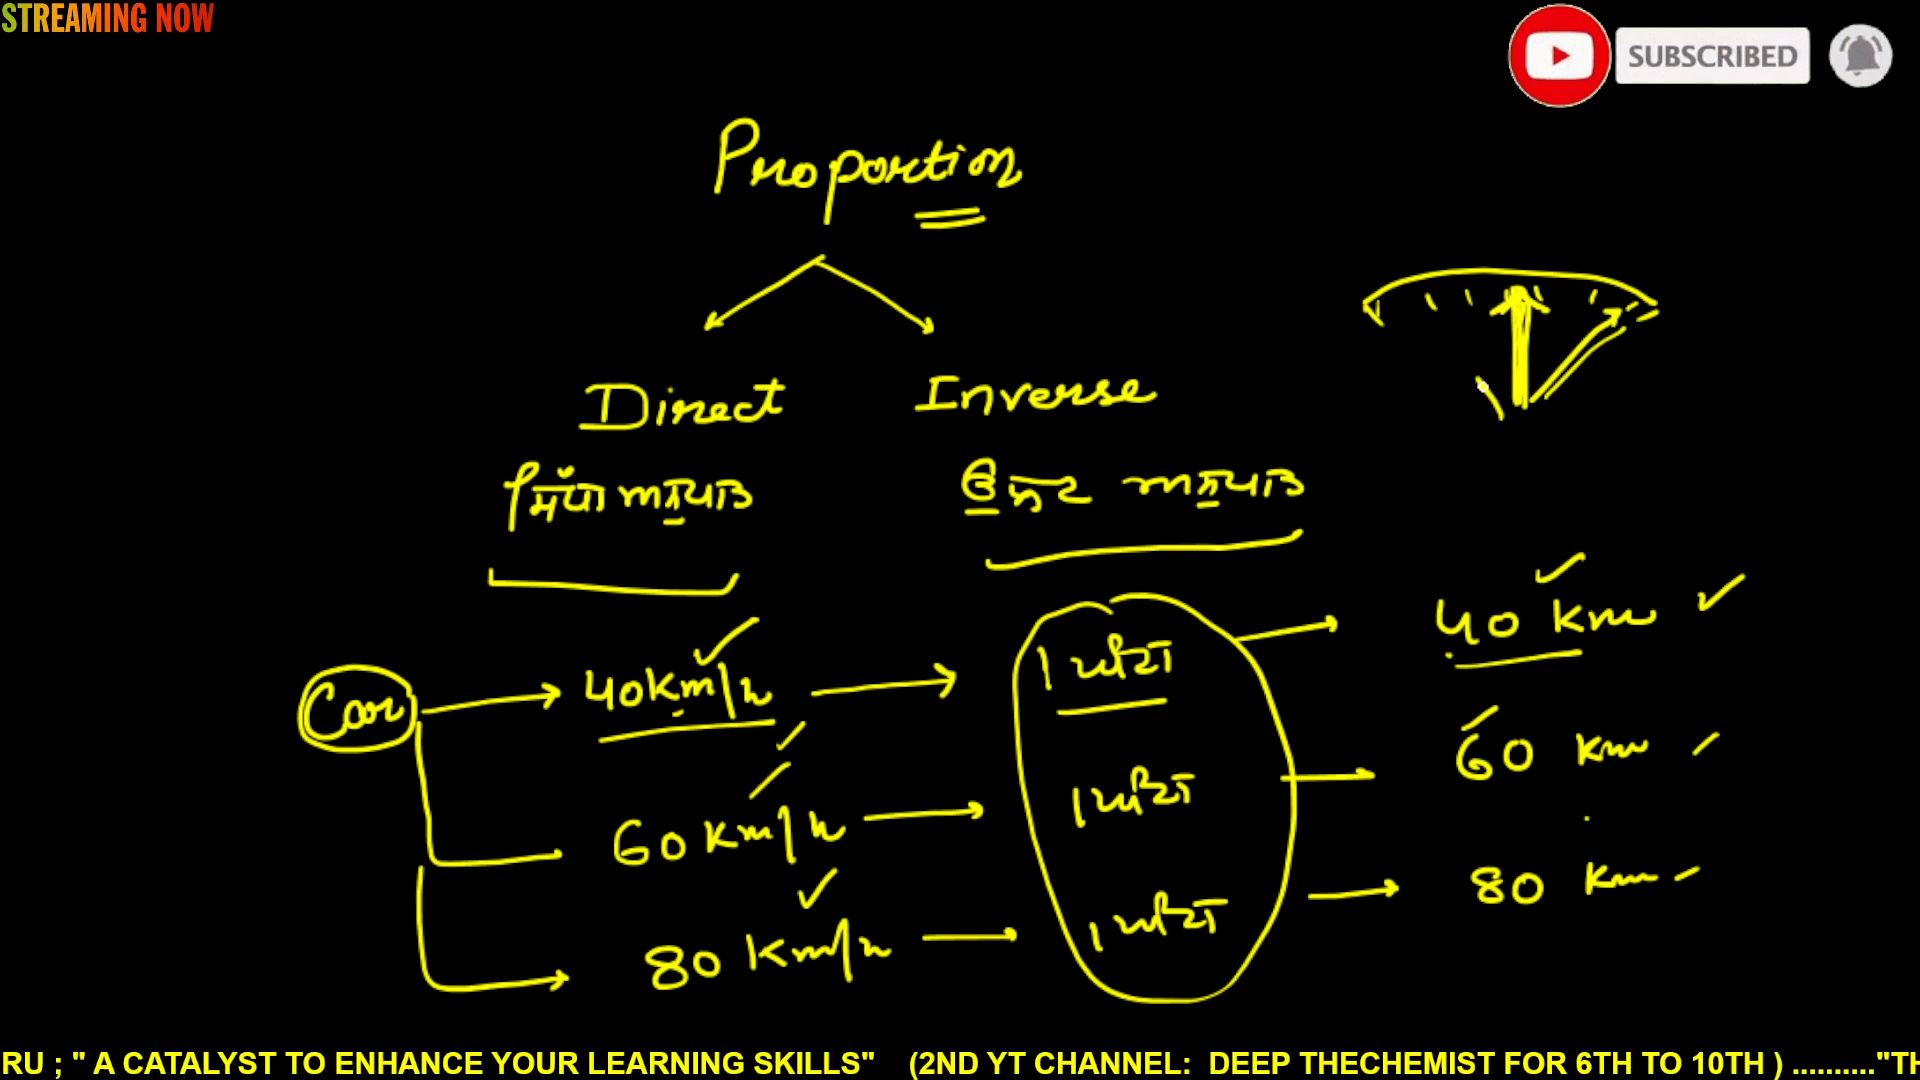 STREAMING NOW
SUBSCRIBED
Proportion
Direct Inverse
ਸਿੱਧਾ ਅਨੁਪਾਤ ਉਲਟ ਅਨੁਪਾਤ
Car 40km/h 1 ਘੰਟਾ 40 km
60 km/h 1 ਘੰਟਾ 60 km
80 km/h 1 ਘੰਟਾ 80 km
RU ; " A CATALYST TO ENHANCE YOUR LEARNING SKILLS" (2ND YT CHANNEL: DEEP THECHEMIST FOR 6TH TO 10TH ) .........."TH